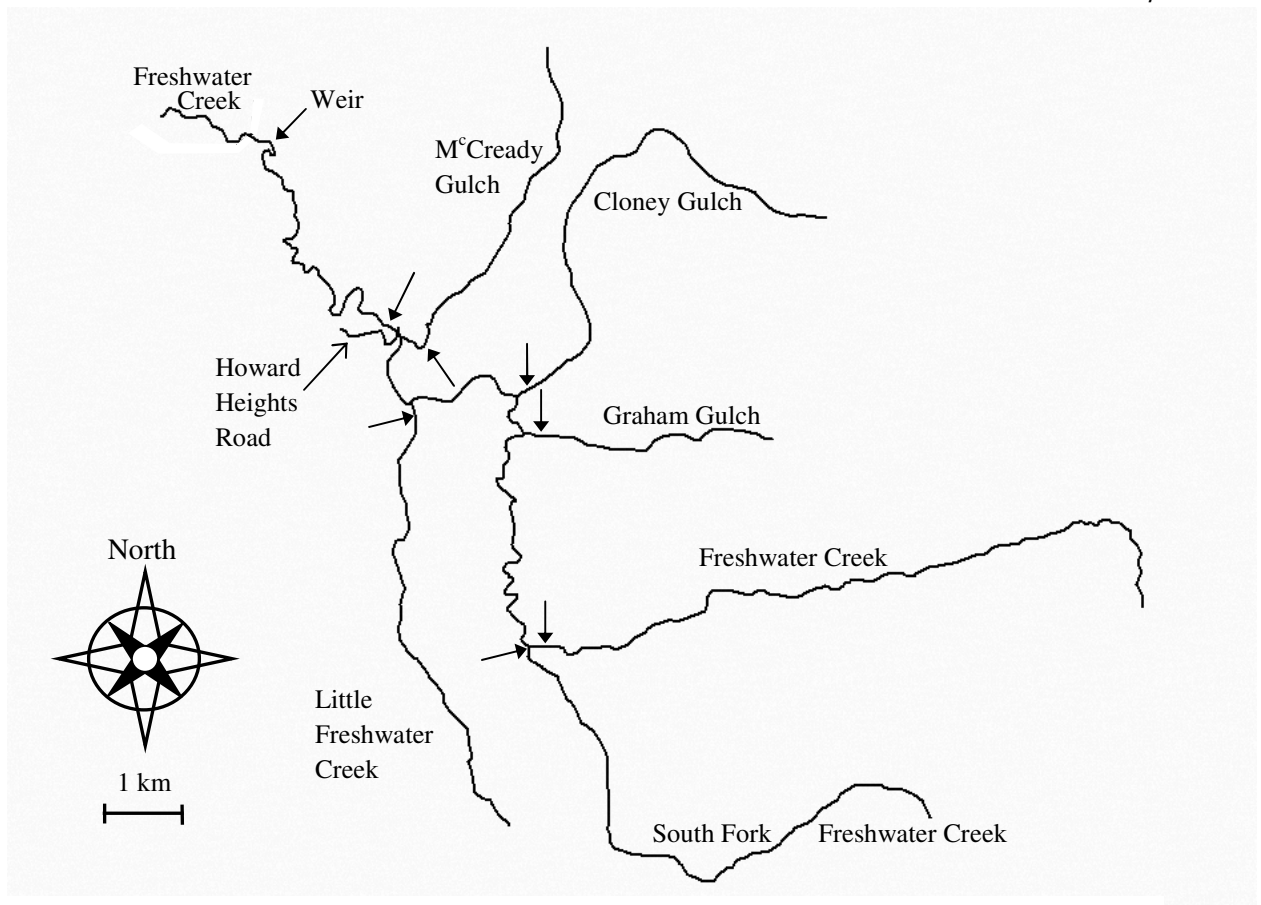 Freshwater
Creek
Weir
McCready
Gulch
Cloney Gulch
Howard
Heights
Road
Graham Gulch
North
Freshwater Creek
Little
Freshwater
Creek
1 km
South Fork
Freshwater Creek